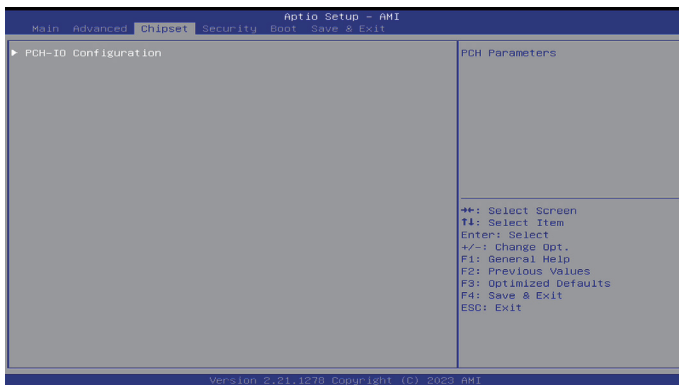 Aptio Setup – AMI
Main Advanced Chipset Security Boot Save & Exit
▶ PCH-IO Configuration
PCH Parameters
→←: Select Screen
↑↓: Select Item
Enter: Select
+/-: Change Opt.
F1: General Help
F2: Previous Values
F3: Optimized Defaults
F4: Save & Exit
ESC: Exit
Version 2.21.1278 Copyright (C) 2023 AMI